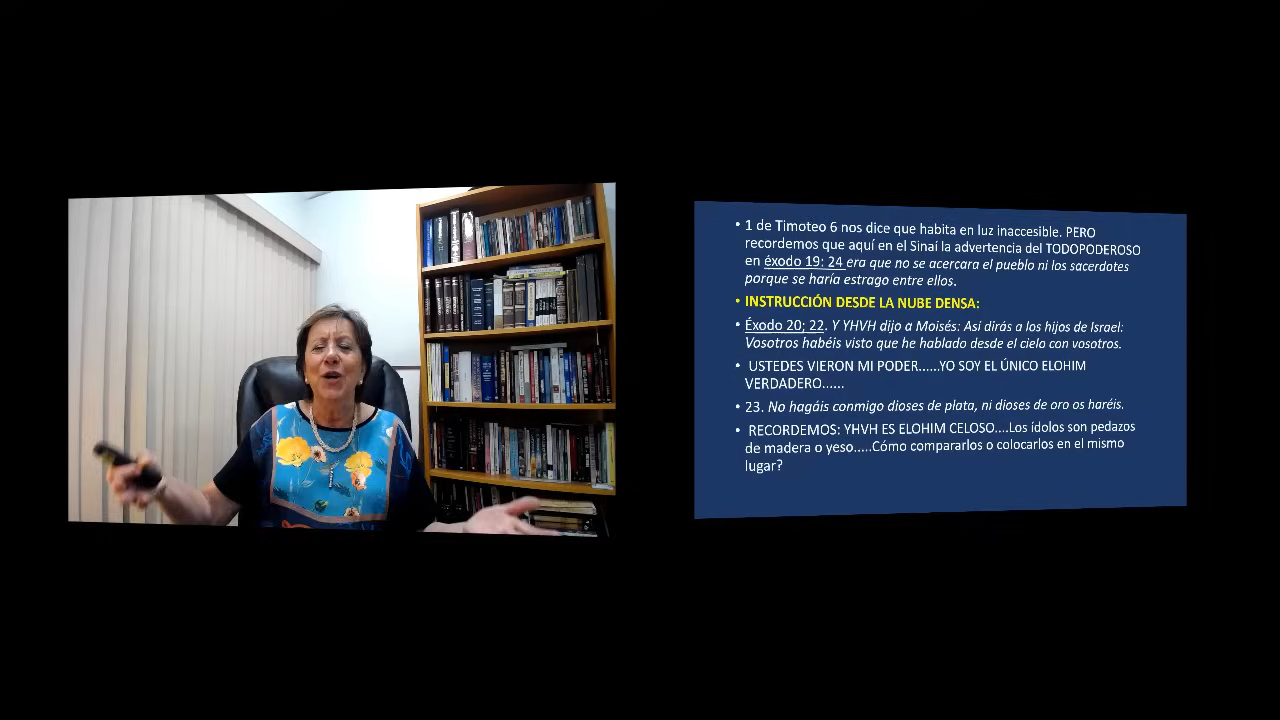 • 1 de Timoteo 6 nos dice que habita en luz inaccesible. PERO
recordemos que aquí en el Sinaí la advertencia del TODOPODEROSO
en éxodo 19: 24 era que no se acercara el pueblo ni los sacerdotes
porque se haría estrago entre ellos.
• INSTRUCCIÓN DESDE LA NUBE DENSA:
• Éxodo 20; 22. Y YHVH dijo a Moisés: Así dirás a los hijos de Israel:
Vosotros habéis visto que he hablado desde el cielo con vosotros.
• USTEDES VIERON MI PODER......YO SOY EL ÚNICO ELOHIM
VERDADERO......
• 23. No hagáis conmigo dioses de plata, ni dioses de oro os haréis.
• RECORDEMOS: YHVH ES ELOHIM CELOSO....Los ídolos son pedazos
de madera o yeso.....Cómo compararlos o colocarlos en el mismo
lugar?